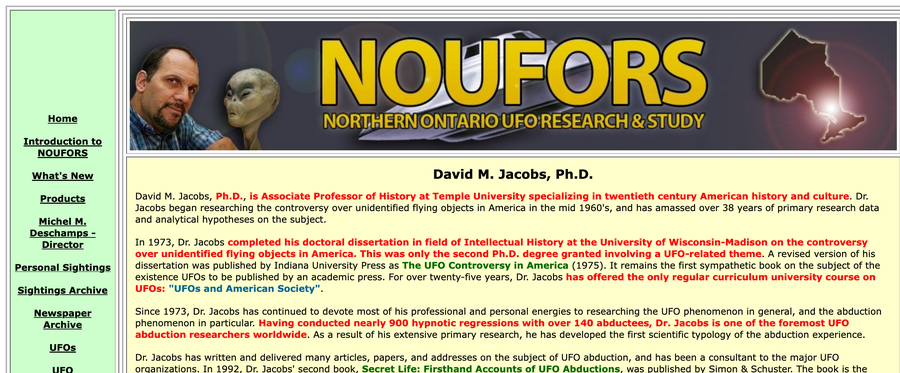 NOUFORS
NORTHERN ONTARIO UFO RESEARCH & STUDY
Home
Introduction to
NOUFORS
What's New
Products
Michel M.
Deschamps -
Director
Personal Sightings
Sightings Archive
Newspaper
Archive
UFOs
UFO
David M. Jacobs, Ph.D.
David M. Jacobs, Ph.D., is Associate Professor of History at Temple University specializing in twentieth century American history and culture. Dr.
Jacobs began researching the controversy over unidentified flying objects in America in the mid 1960's, and has amassed over 38 years of primary research data
and analytical hypotheses on the subject.
In 1973, Dr. Jacobs completed his doctoral dissertation in field of Intellectual History at the University of Wisconsin-Madison on the controversy
over unidentified flying objects in America. This was only the second Ph.D. degree granted involving a UFO-related theme. A revised version of his
dissertation was published by Indiana University Press as The UFO Controversy in America (1975). It remains the first sympathetic book on the subject of the
existence UFOs to be published by an academic press. For over twenty-five years, Dr. Jacobs has offered the only regular curriculum university course on
UFOs: "UFOs and American Society".
Since 1973, Dr. Jacobs has continued to devote most of his professional and personal energies to researching the UFO phenomenon in general, and the abduction
phenomenon in particular. Having conducted nearly 900 hypnotic regressions with over 140 abductees, Dr. Jacobs is one of the foremost UFO
abduction researchers worldwide. As a result of his extensive primary research, he has developed the first scientific typology of the abduction experience.
Dr. Jacobs has written and delivered many articles, papers, and addresses on the subject of UFO abduction, and has been a consultant to the major UFO
organizations. In 1992, Dr. Jacobs' second book, Secret Life: Firsthand Accounts of UFO Abductions, was published by Simon & Schuster. The book is the